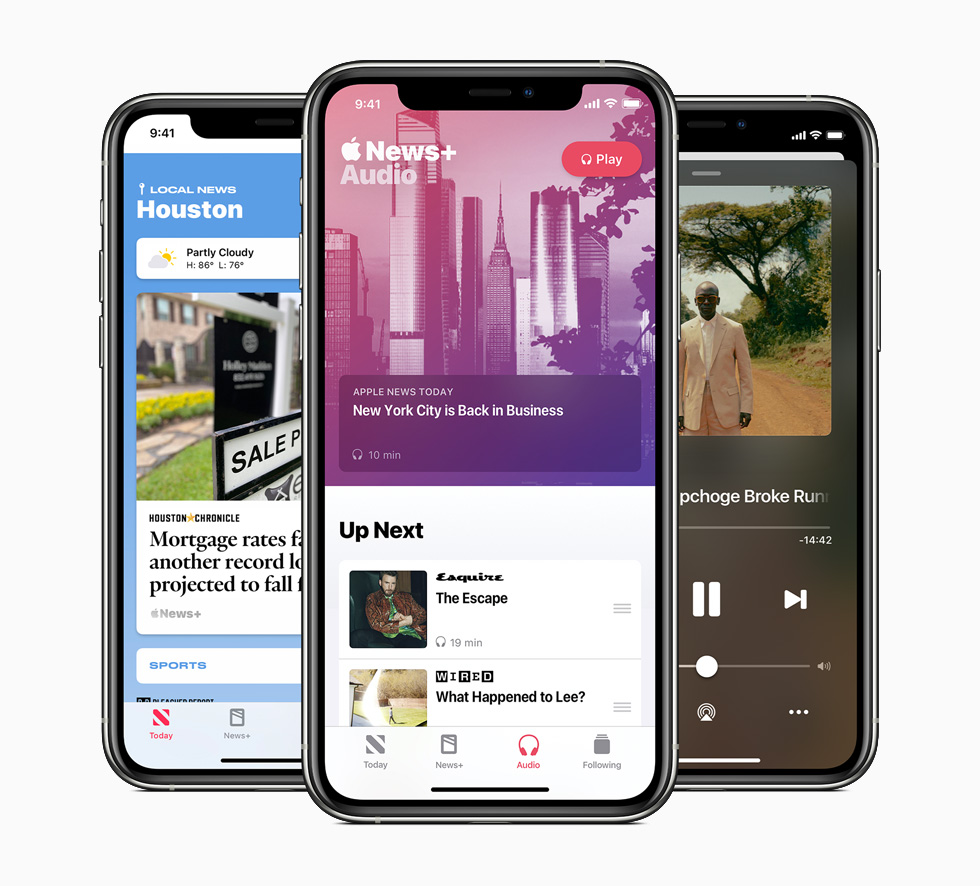 9:41
LOCAL NEWS
Houston
Partly Cloudy
H: 86° L: 76°
SALE P
HOUSTON CHRONICLE
Mortgage rates fa
another record lo
projected to fall f
News+
SPORTS
BLEACHER REPORT
Today
News+
9:41
News+
Audio
Play
APPLE NEWS TODAY
New York City is Back in Business
10 min
Up Next
Esquire
The Escape
19 min
WIRED
What Happened to Lee?
Today
News+
Audio
Following
pchoge Broke Runn
-14:42